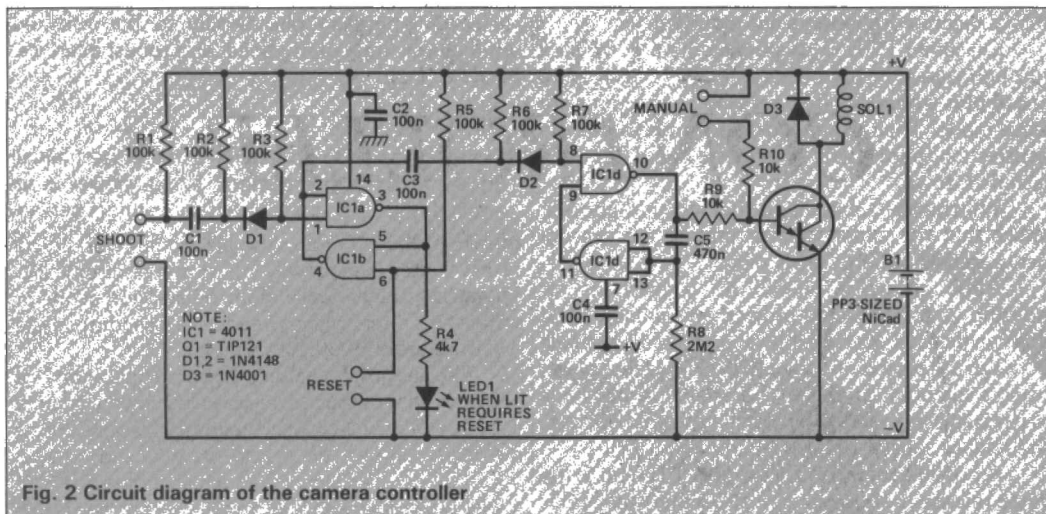 +V
MANUAL
D3
SOL1
R1
100k
R2
100k
R3
100k
C2
100n
R5
100k
R6
100k
R7
100k
R10
10k
14
C3
100n
D2
8
9
IC1d
10
R9
10k
2
1
IC1a
3
SHOOT
C1
100n
D1
5
6
IC1b
4
12
13
IC1d
11
7
C5
470n
B1
PP3-SIZED
NiCad
C4
100n
+V
R8
2M2
NOTE:
IC1 = 4011
Q1 = TIP121
D1,2 = 1N4148
D3 = 1N4001
R4
4k7
RESET
LED1
WHEN LIT
REQUIRES
RESET
−V
Fig. 2 Circuit diagram of the camera controller